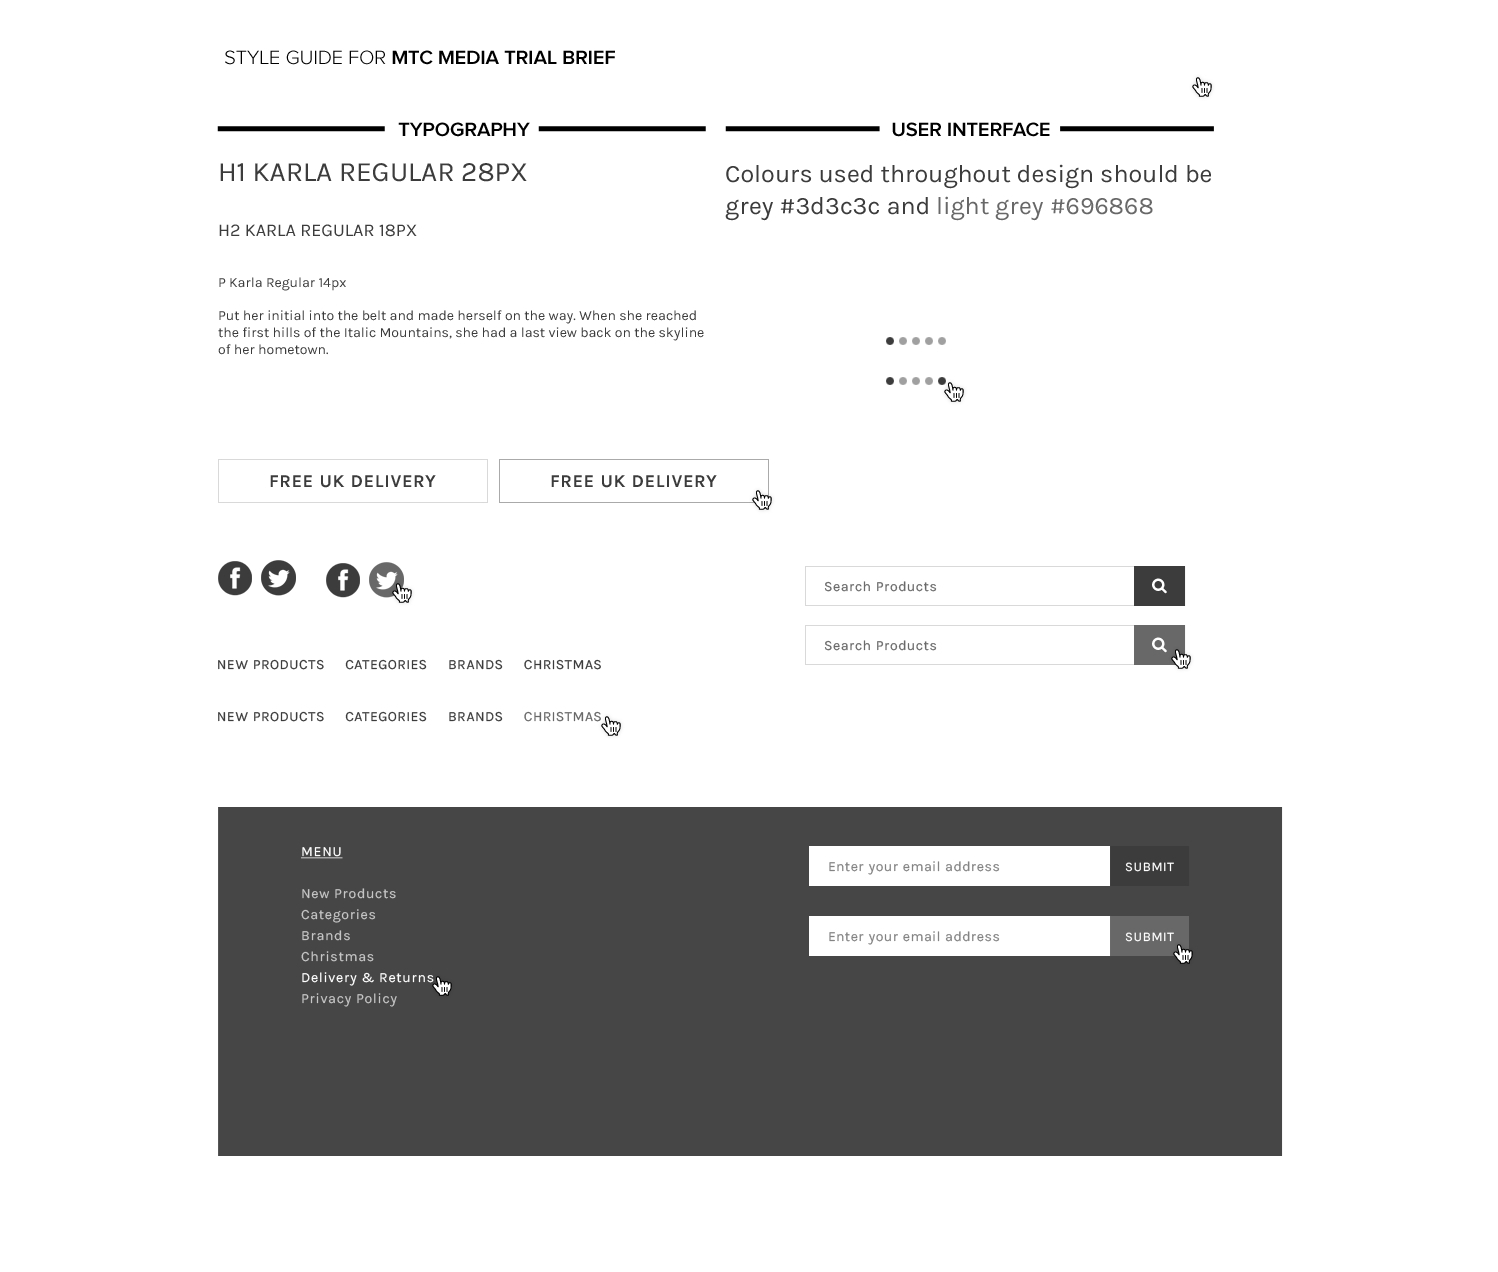 STYLE GUIDE FOR MTC MEDIA TRIAL BRIEF
TYPOGRAPHY
H1 KARLA REGULAR 28PX
H2 KARLA REGULAR 18PX
P Karla Regular 14px
Put her initial into the belt and made herself on the way. When she reached
the first hills of the Italic Mountains, she had a last view back on the skyline
of her hometown.
USER INTERFACE
Colours used throughout design should be
grey #3d3c3c and light grey #696868
FREE UK DELIVERY
FREE UK DELIVERY
Search Products
Search Products
NEW PRODUCTS CATEGORIES BRANDS CHRISTMAS
NEW PRODUCTS CATEGORIES BRANDS CHRISTMAS
MENU
New Products
Categories
Brands
Christmas
Delivery & Returns
Privacy Policy
Enter your email address SUBMIT
Enter your email address SUBMIT